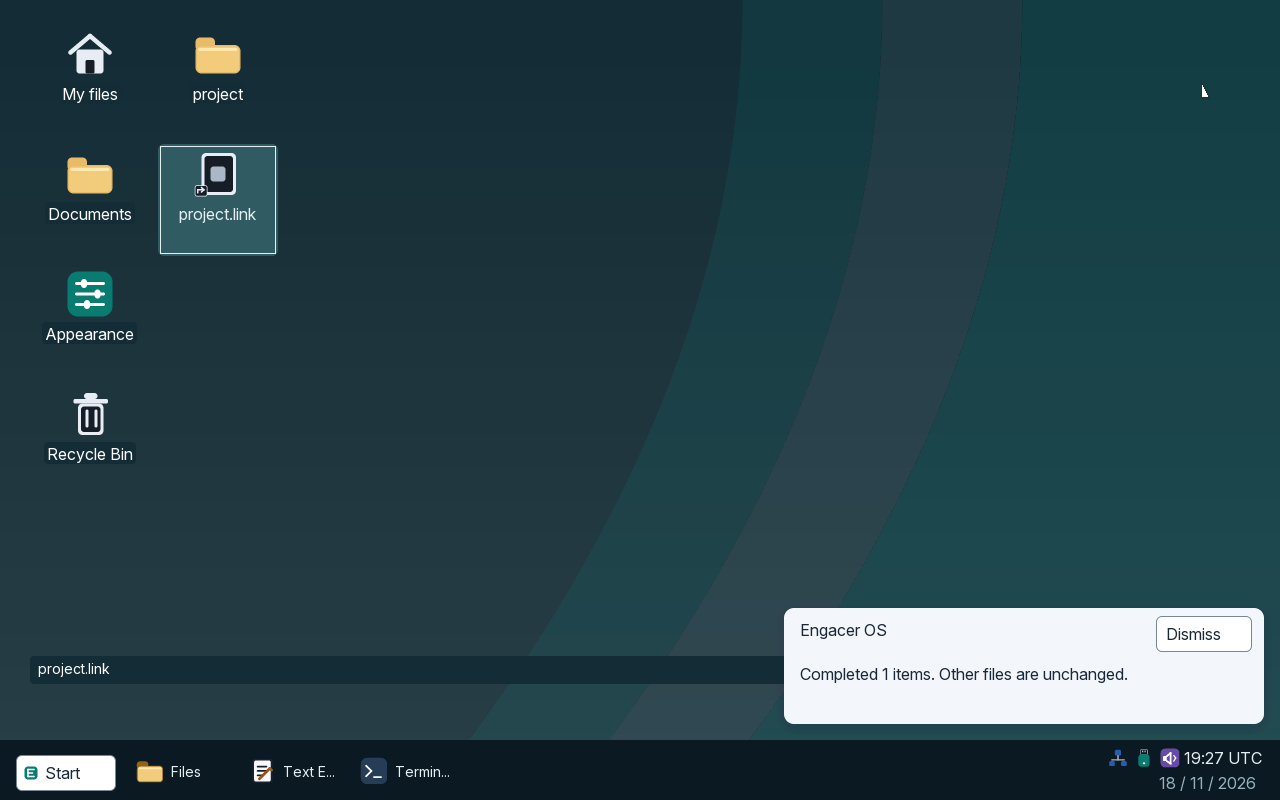 My files
project
Documents
project.link
Appearance
Recycle Bin
Engacer OS
Dismiss
project.link
Completed 1 items. Other files are unchanged.
E Start
Files
Text E...
Termin...
19:27 UTC
18 / 11 / 2026